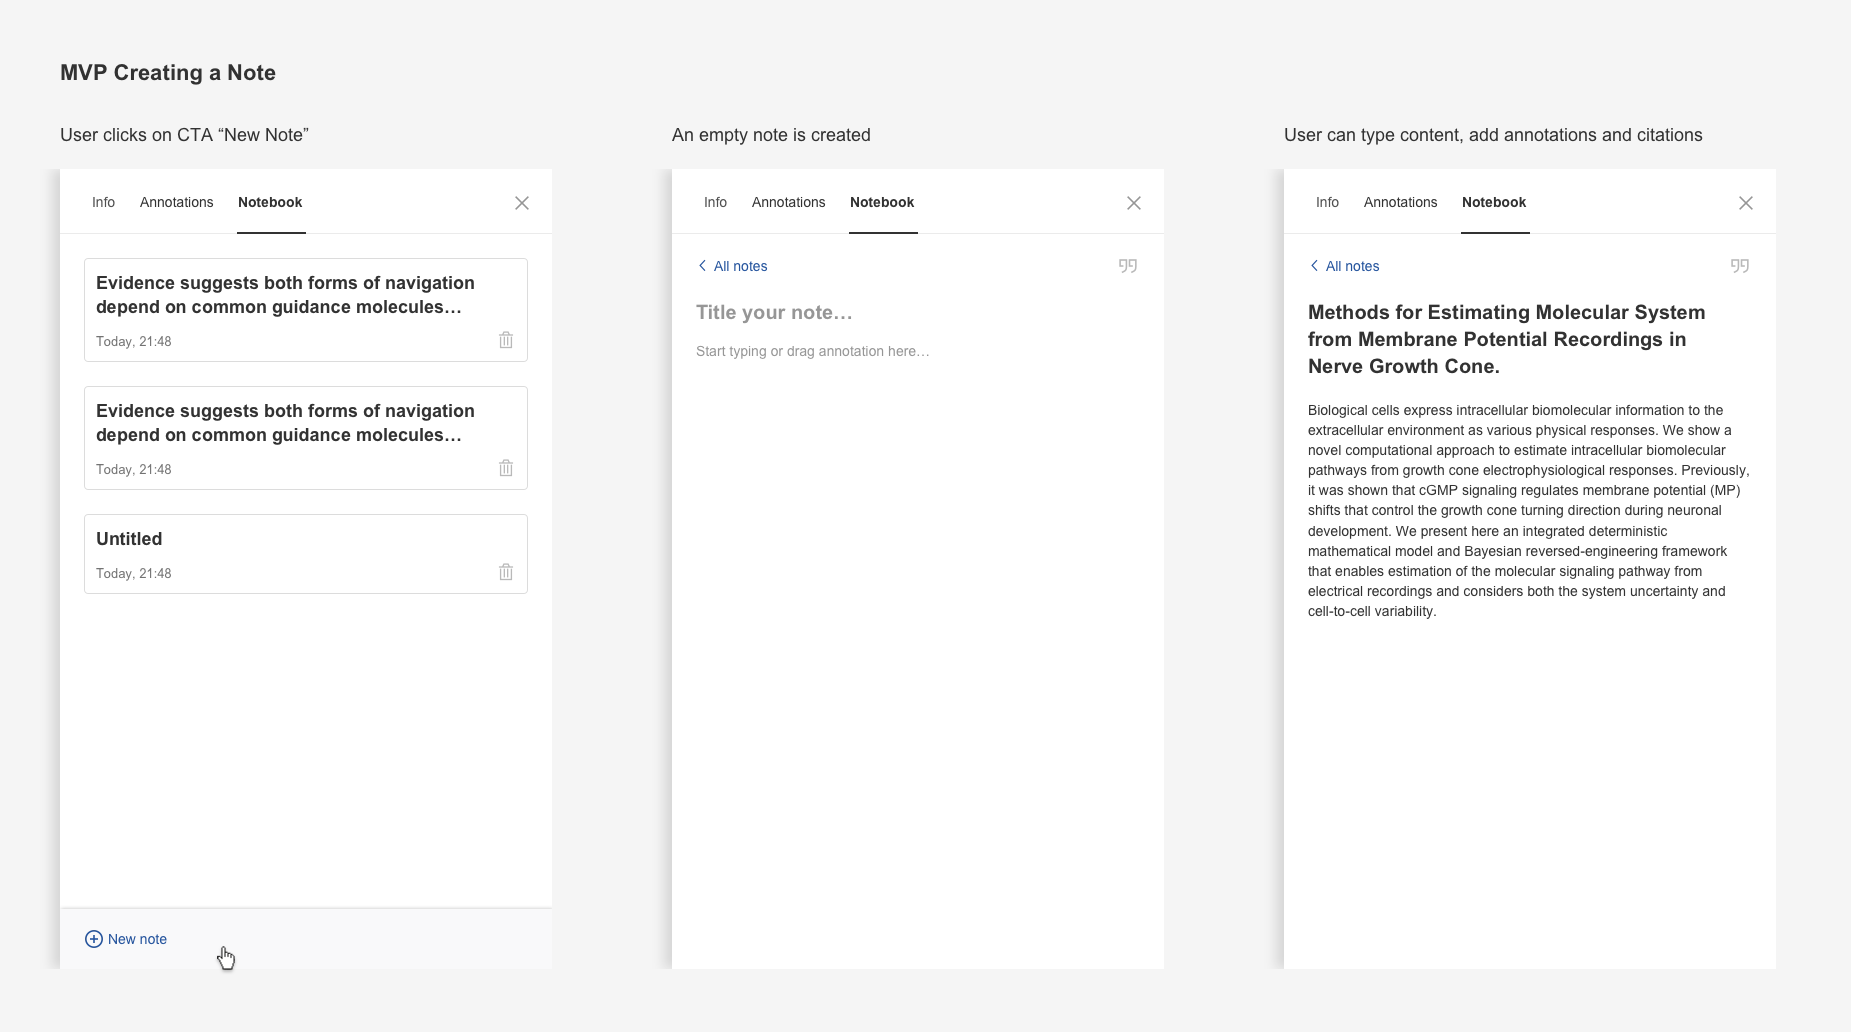 MVP Creating a Note
User clicks on CTA “New Note”
Info Annotations Notebook
Evidence suggests both forms of navigation
depend on common guidance molecules…
Today, 21:48
Evidence suggests both forms of navigation
depend on common guidance molecules…
Today, 21:48
Untitled
Today, 21:48
New note
An empty note is created
Info Annotations Notebook
All notes
Title your note…
Start typing or drag annotation here…
User can type content, add annotations and citations
Info Annotations Notebook
All notes
Methods for Estimating Molecular System
from Membrane Potential Recordings in
Nerve Growth Cone.
Biological cells express intracellular biomolecular information to the
extracellular environment as various physical responses. We show a
novel computational approach to estimate intracellular biomolecular
pathways from growth cone electrophysiological responses. Previously,
it was shown that cGMP signaling regulates membrane potential (MP)
shifts that control the growth cone turning direction during neuronal
development. We present here an integrated deterministic
mathematical model and Bayesian reversed-engineering framework
that enables estimation of the molecular signaling pathway from
electrical recordings and considers both the system uncertainty and
cell-to-cell variability.